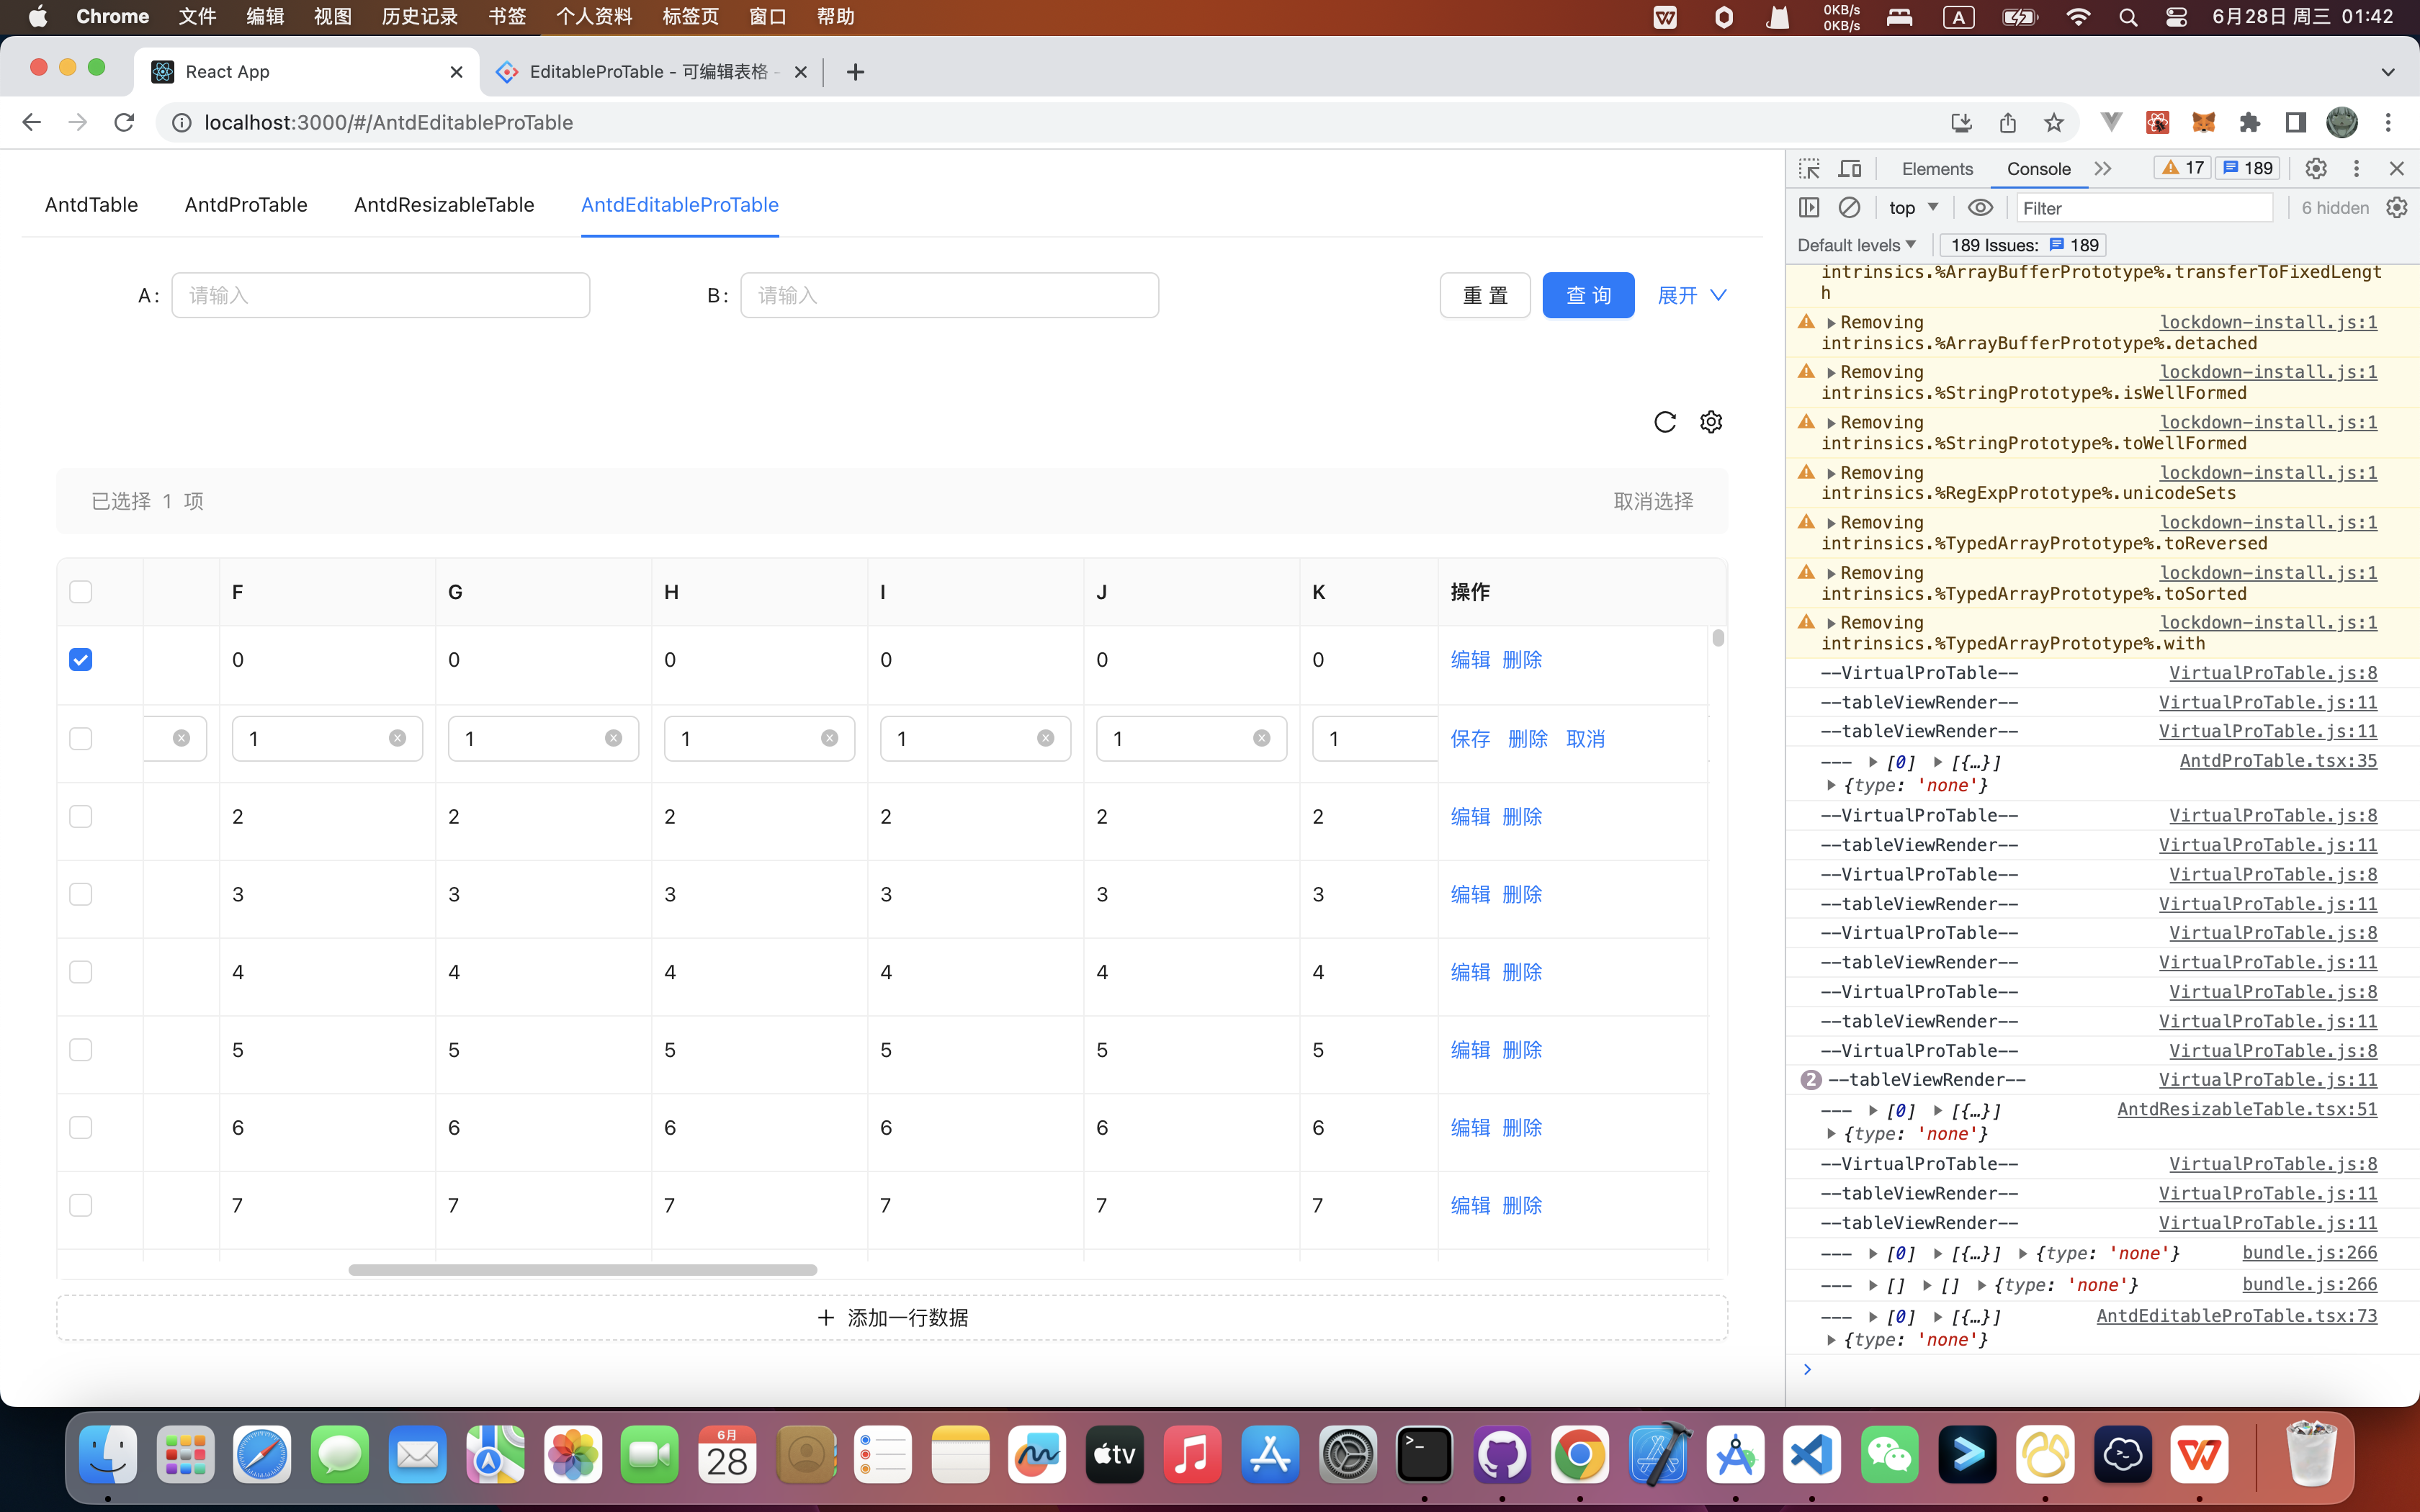 Chrome 文件 编辑 视图 历史记录 书签 个人资料 标签页 窗口 帮助 0KB/s 0KB/s A 6月28日 周三 01:42
React App EditableProTable - 可编辑表格 -
localhost:3000/#/AntdEditableProTable
AntdTable AntdProTable AntdResizableTable AntdEditableProTable
A: 请输入 B: 请输入 重 置 查 询 展开
已选择 1 项 取消选择
F G H I J K 操作
0 0 0 0 0 0 编辑 删除
1 1 1 1 1 1 保存 删除 取消
2 2 2 2 2 2 编辑 删除
3 3 3 3 3 3 编辑 删除
4 4 4 4 4 4 编辑 删除
5 5 5 5 5 5 编辑 删除
6 6 6 6 6 6 编辑 删除
7 7 7 7 7 7 编辑 删除
添加一行数据
Elements Console 17 189
top Filter 6 hidden
Default levels 189 Issues: 189
intrinsics.%ArrayBufferPrototype%.transferToFixedLengt
h
Removing lockdown-install.js:1
intrinsics.%ArrayBufferPrototype%.detached
Removing lockdown-install.js:1
intrinsics.%StringPrototype%.isWellFormed
Removing lockdown-install.js:1
intrinsics.%StringPrototype%.toWellFormed
Removing lockdown-install.js:1
intrinsics.%RegExpPrototype%.unicodeSets
Removing lockdown-install.js:1
intrinsics.%TypedArrayPrototype%.toReversed
Removing lockdown-install.js:1
intrinsics.%TypedArrayPrototype%.toSorted
Removing lockdown-install.js:1
intrinsics.%TypedArrayPrototype%.with
--VirtualProTable-- VirtualProTable.js:8
--tableViewRender-- VirtualProTable.js:11
--tableViewRender-- VirtualProTable.js:11
--- [0] [{…}] AntdProTable.tsx:35
{type: 'none'}
--VirtualProTable-- VirtualProTable.js:8
--tableViewRender-- VirtualProTable.js:11
--VirtualProTable-- VirtualProTable.js:8
--tableViewRender-- VirtualProTable.js:11
--VirtualProTable-- VirtualProTable.js:8
--tableViewRender-- VirtualProTable.js:11
--VirtualProTable-- VirtualProTable.js:8
--tableViewRender-- VirtualProTable.js:11
--VirtualProTable-- VirtualProTable.js:8
2 --tableViewRender-- VirtualProTable.js:11
--- [0] [{…}] AntdResizableTable.tsx:51
{type: 'none'}
--VirtualProTable-- VirtualProTable.js:8
--tableViewRender-- VirtualProTable.js:11
--tableViewRender-- VirtualProTable.js:11
--- [0] [{…}] {type: 'none'} bundle.js:266
--- [] [] {type: 'none'} bundle.js:266
--- [0] [{…}] AntdEditableProTable.tsx:73
{type: 'none'}
6月
28
tv